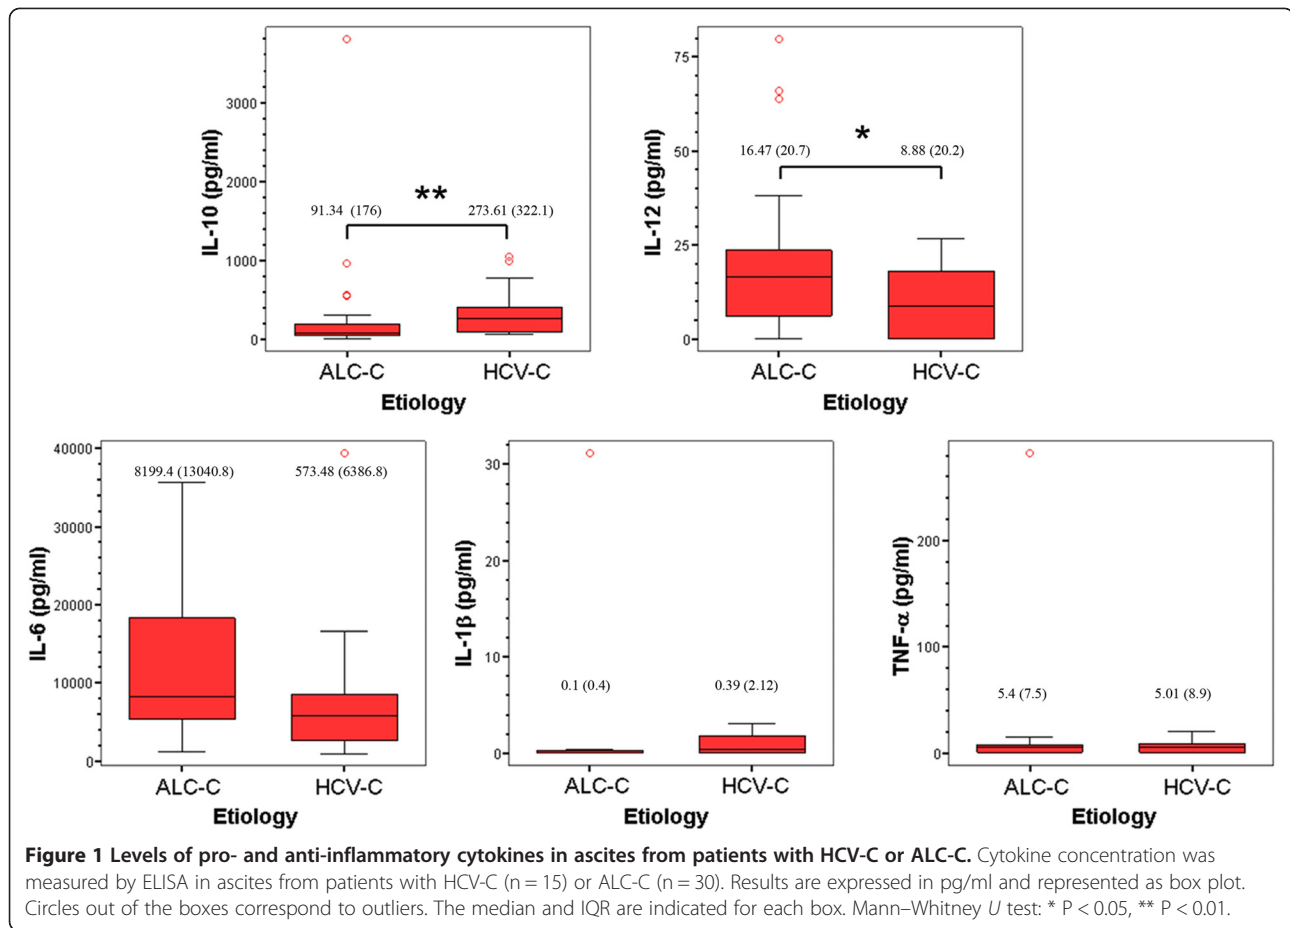 IL-10 (pg/ml)
3000
2000
1000
0
91.34 (176)
**
273.61 (322.1)
ALC-C
HCV-C
Etiology
IL-12 (pg/ml)
75
50
25
0
16.47 (20.7)
*
8.88 (20.2)
ALC-C
HCV-C
Etiology
IL-6 (pg/ml)
40000
30000
20000
10000
0
8199.4 (13040.8)
573.48 (6386.8)
ALC-C
HCV-C
Etiology
IL-1β (pg/ml)
30
20
10
0
0.1 (0.4)
0.39 (2.12)
ALC-C
HCV-C
Etiology
TNF-α (pg/ml)
200
100
0
5.4 (7.5)
5.01 (8.9)
ALC-C
HCV-C
Etiology
Figure 1 Levels of pro- and anti-inflammatory cytokines in ascites from patients with HCV-C or ALC-C. Cytokine concentration was
measured by ELISA in ascites from patients with HCV-C (n = 15) or ALC-C (n = 30). Results are expressed in pg/ml and represented as box plot.
Circles out of the boxes correspond to outliers. The median and IQR are indicated for each box. Mann–Whitney U test: * P < 0.05, ** P < 0.01.